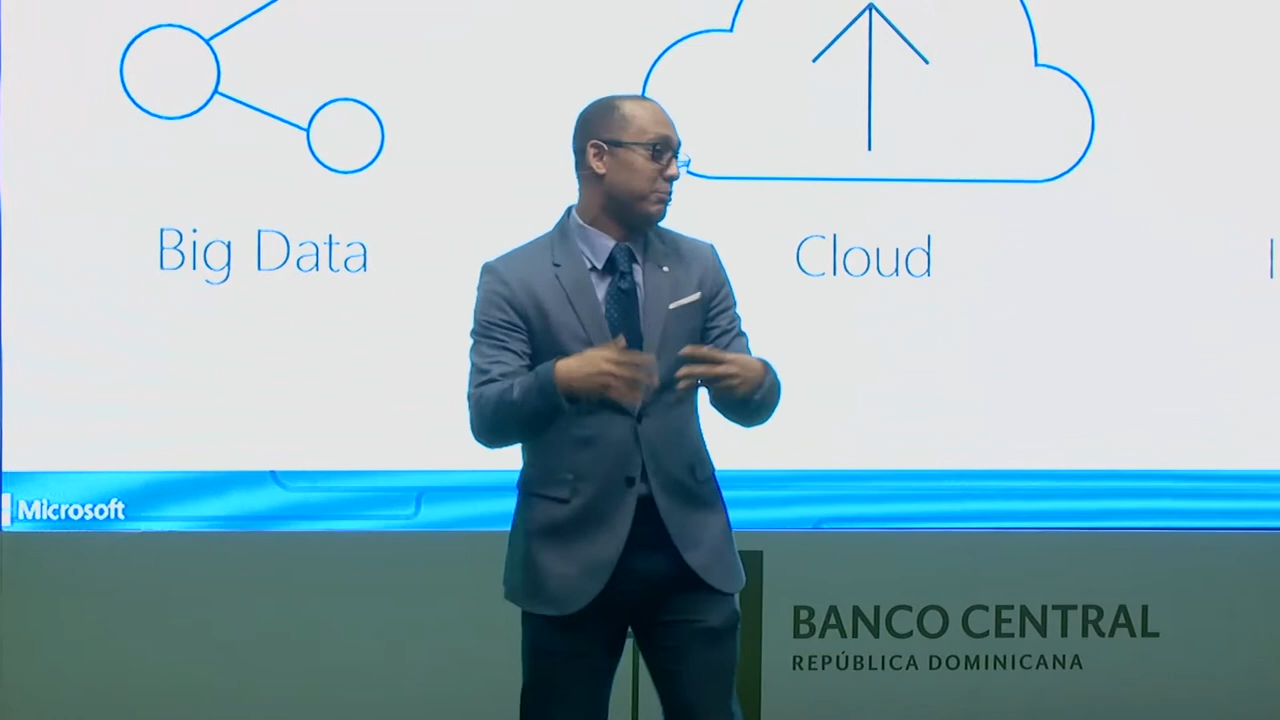 Big Data
Cloud
Microsoft
BANCO CENTRAL
REPÚBLICA DOMINICANA